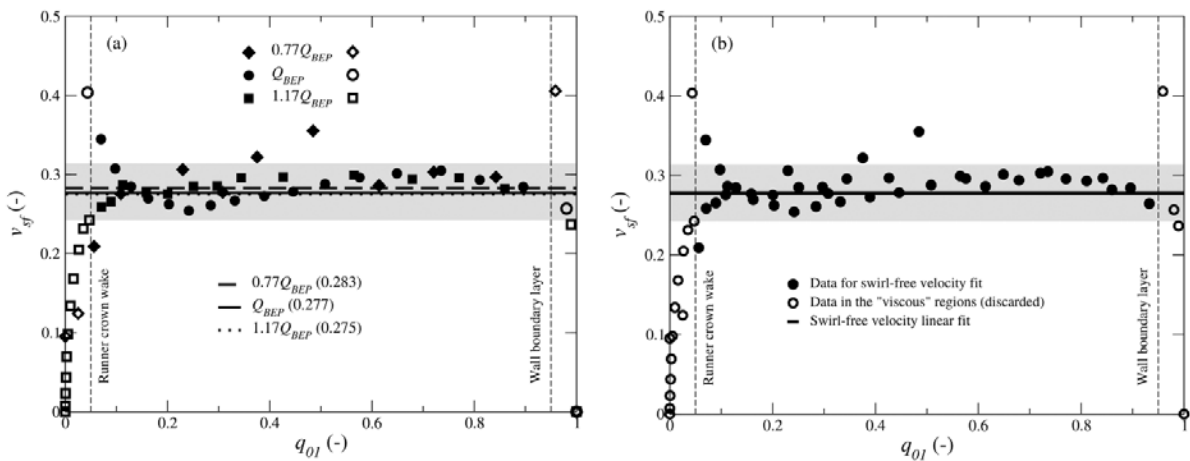 (a)
0.77Q_BEP
Q_BEP
1.17Q_BEP
0.5
0.4
0.3
0.2
0.1
0
v_sf (-)
0.77Q_BEP (0.283)
Q_BEP (0.277)
1.17Q_BEP (0.275)
Runner crown wake
Wall boundary layer
0 0.2 0.4 0.6 0.8 1
q_01 (-)
(b)
0.5
0.4
0.3
0.2
0.1
0
v_sf (-)
Data for swirl-free velocity fit
Data in the "viscous" regions (discarded)
Swirl-free velocity linear fit
Runner crown wake
Wall boundary layer
0 0.2 0.4 0.6 0.8 1
q_01 (-)